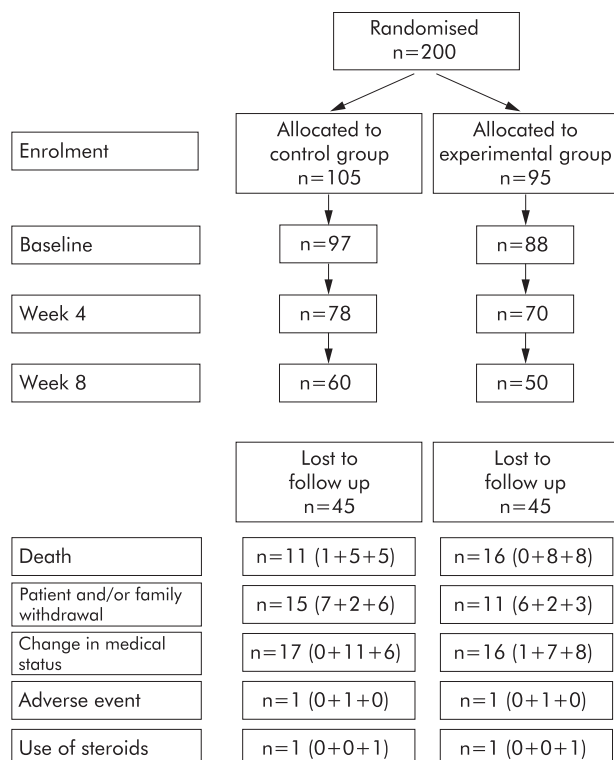 Randomised
n=200
Enrolment
Allocated to
control group
n=105
Allocated to
experimental group
n=95
Baseline
n=97
n=88
Week 4
n=78
n=70
Week 8
n=60
n=50
Lost to
follow up
n=45
Lost to
follow up
n=45
Death
n=11 (1+5+5)
n=16 (0+8+8)
Patient and/or family
withdrawal
n=15 (7+2+6)
n=11 (6+2+3)
Change in medical
status
n=17 (0+11+6)
n=16 (1+7+8)
Adverse event
n=1 (0+1+0)
n=1 (0+1+0)
Use of steroids
n=1 (0+0+1)
n=1 (0+0+1)